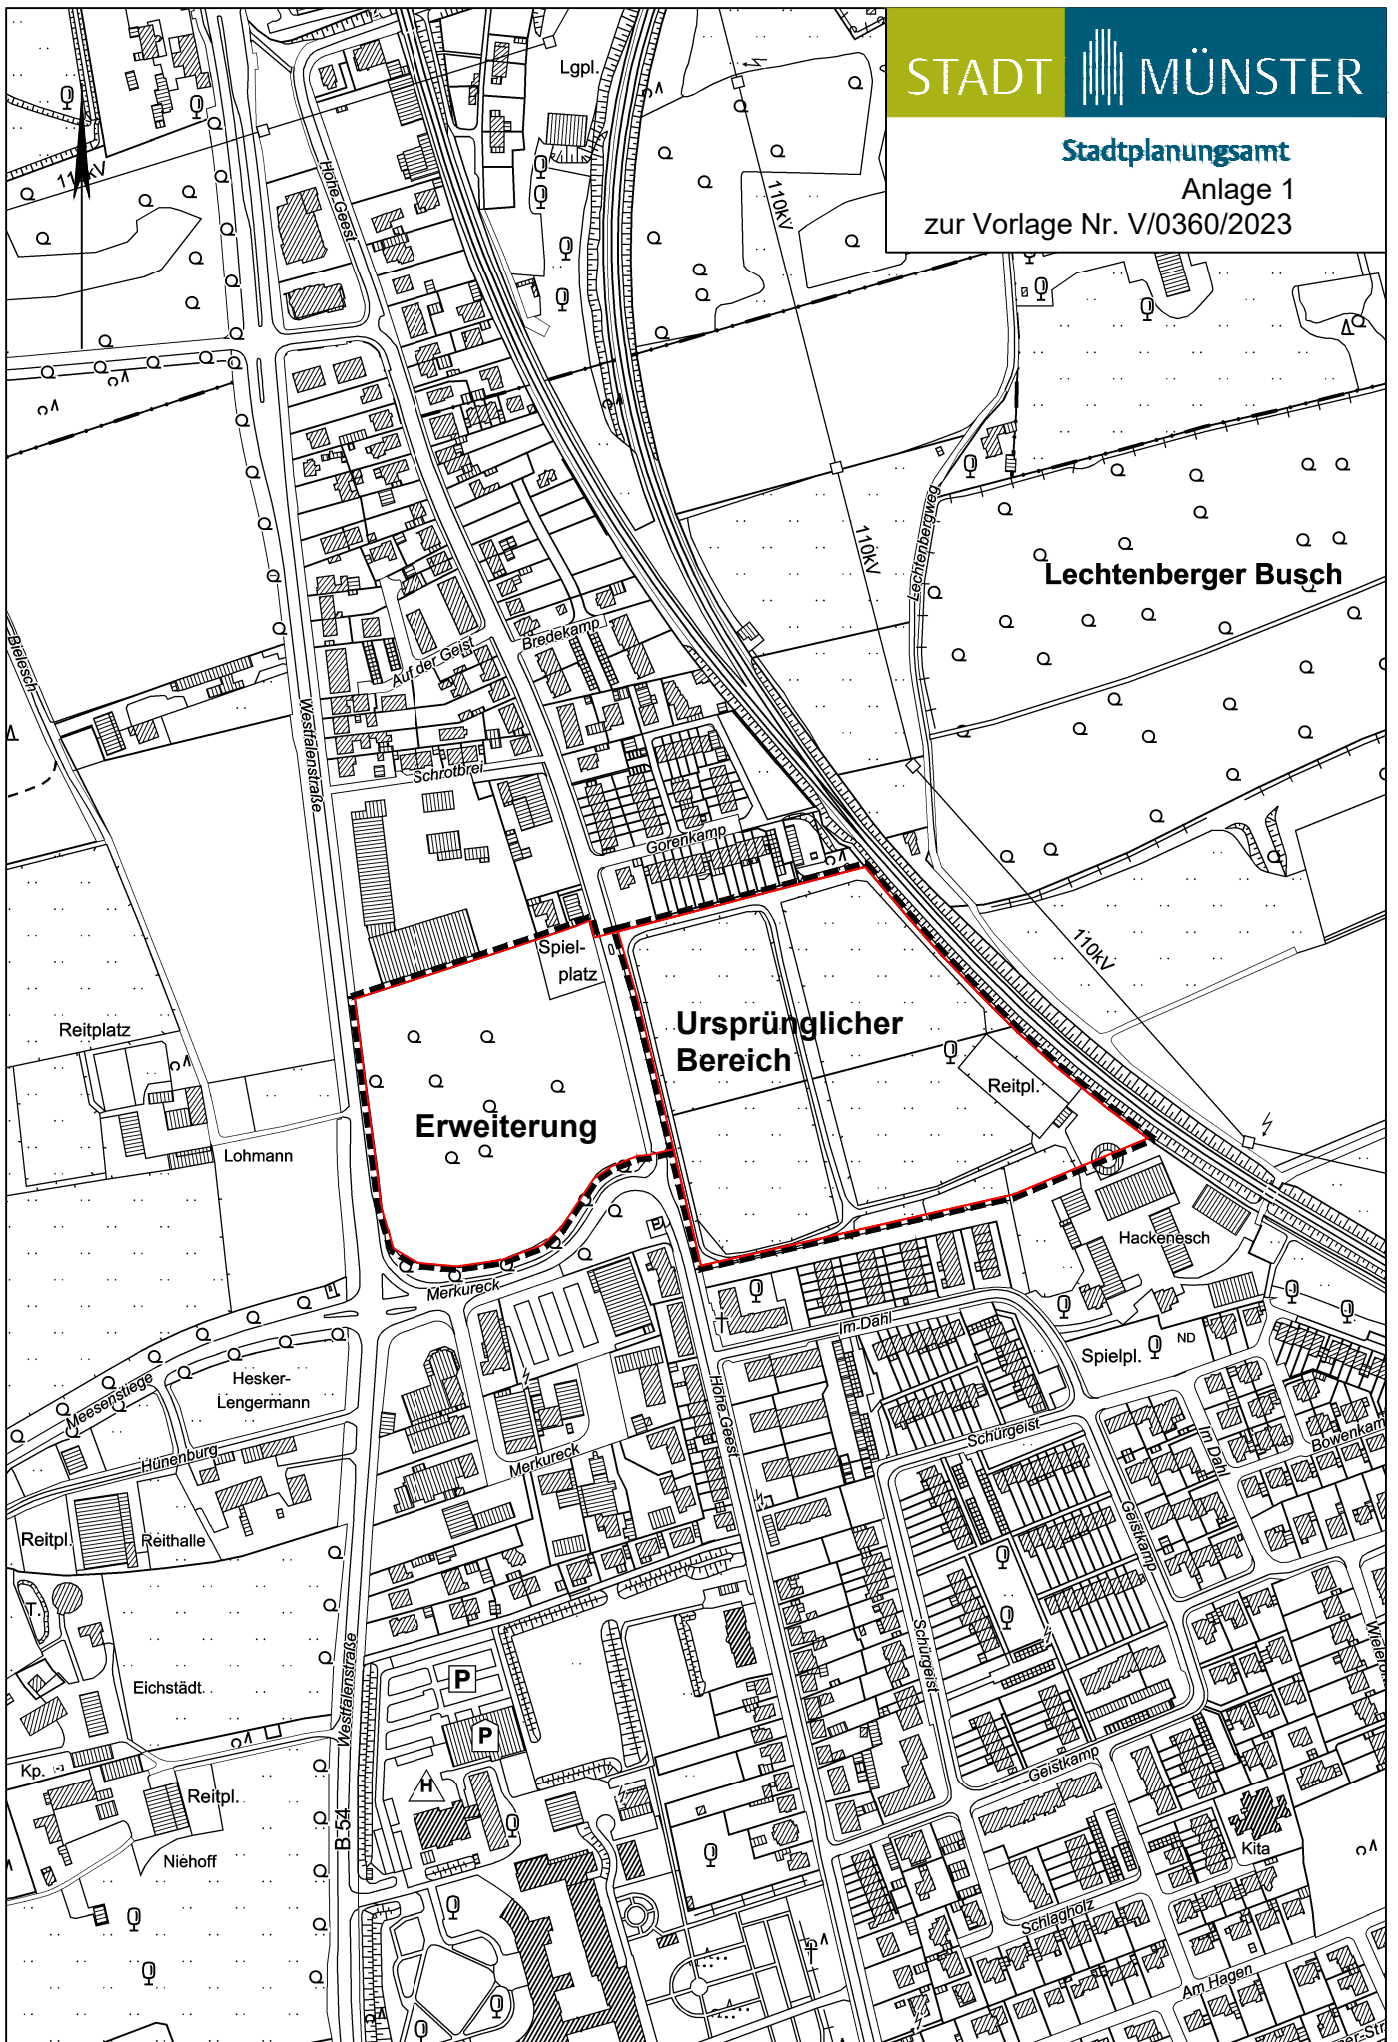 STADT MÜNSTER
Stadtplanungsamt
Anlage 1
zur Vorlage Nr. V/0360/2023
Lgpl.
110kV
Hohe Geest
110kV
110kV
Lechtenbergweg
Lechtenberger Busch
Bielesch
Bredekamp
Auf der Geist
Westfalenstraße
Schrotbrei
Gorenkamp
110kV
Spiel-
platz
Ursprünglicher
Bereich
Reitplatz
Reitpl.
Erweiterung
Lohmann
Hackenesch
Merkureck
Im Dahl
ND
Spielpl.
Hesker-
Lengermann
Meesenstiege
Hohe Geest
Schürgeist
Im Dahl
Hünenburg
Merkureck
Reitpl.
Reithalle
Geistkamp
T.
Schürgeist
Westfalenstraße
P
Eichstädt
P
Kp.
H
Geistkamp
Reitpl.
B 54
Kita
Niehoff
Schlagholz
Am Hagen